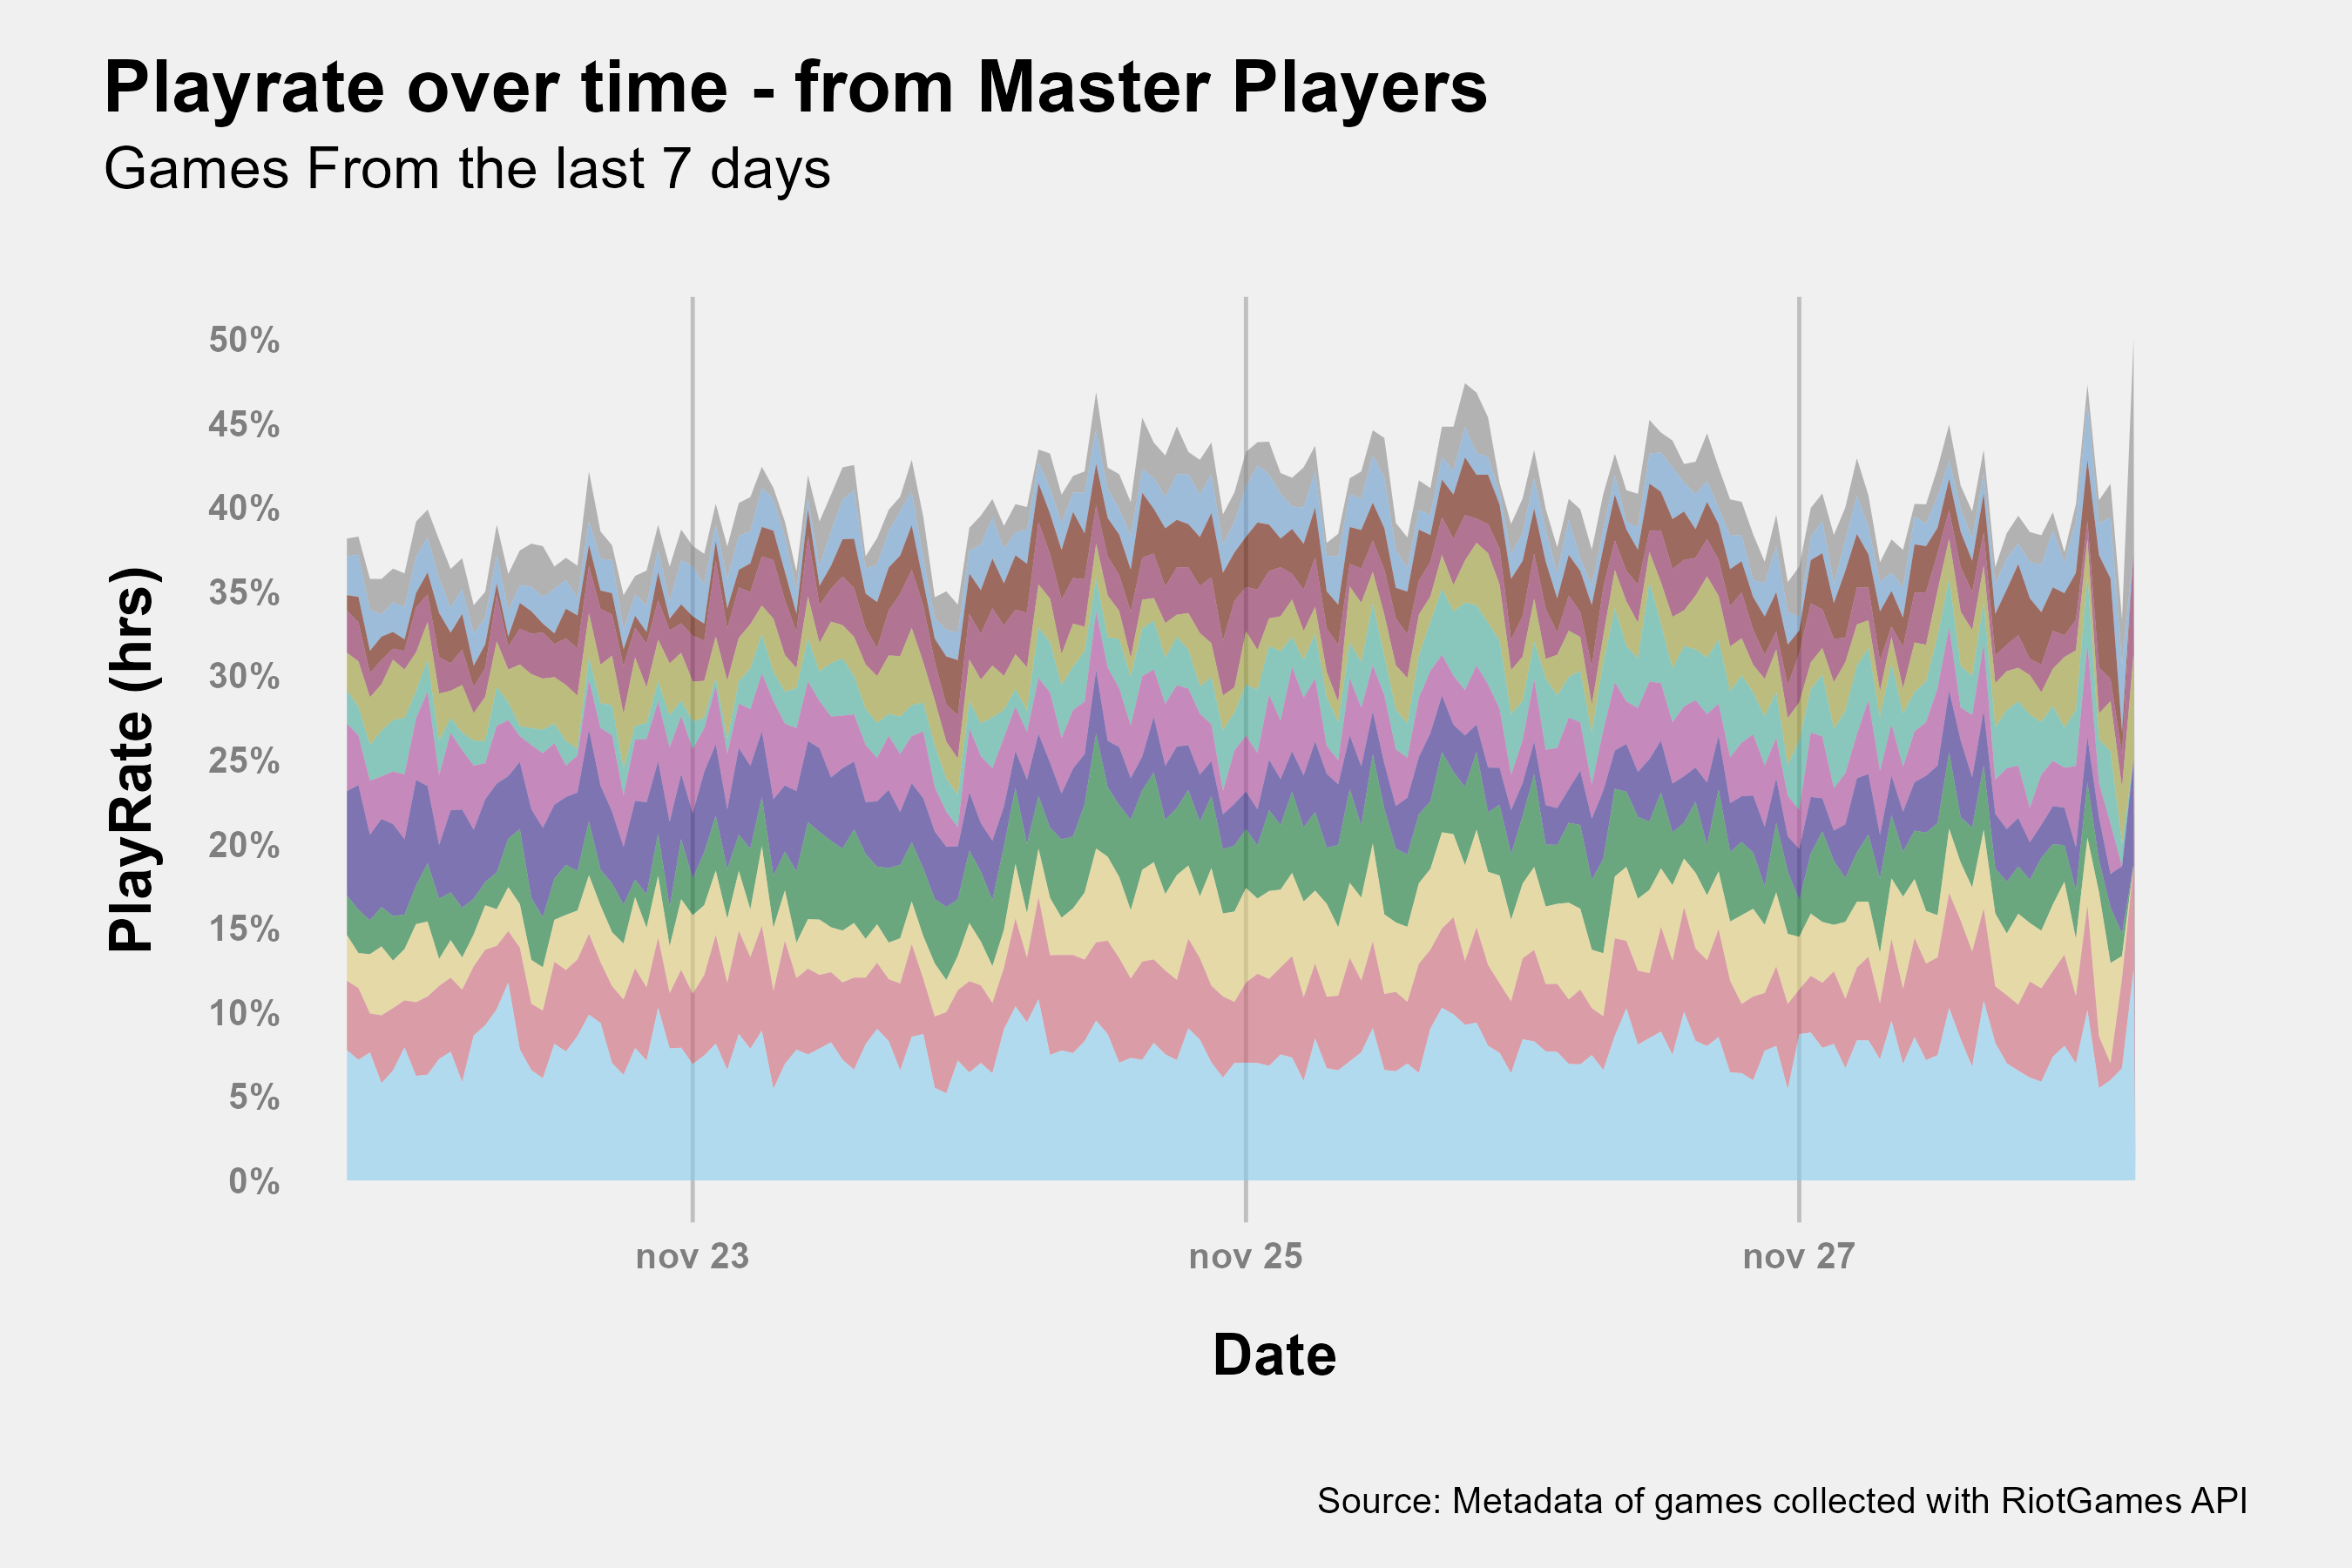 Playrate over time - from Master Players
Games From the last 7 days
PlayRate (hrs)
50%
45%
40%
35%
30%
25%
20%
15%
10%
5%
0%
nov 23
nov 25
nov 27
Date
Source: Metadata of games collected with RiotGames API